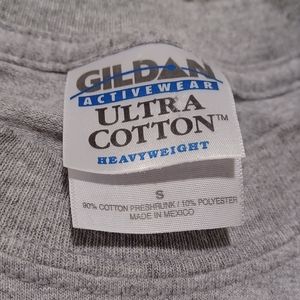 GILDAN
ACTIVEWEAR
ULTRA
COTTON™
HEAVYWEIGHT
S
90% COTTON PRESHRUNK / 10% POLYESTER
MADE IN MEXICO